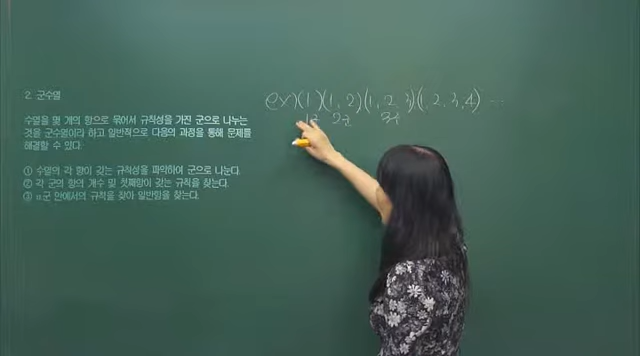 2. 군수열
수열을 몇 개의 항으로 묶어서 규칙성을 가진 군으로 나누는
것을 군수열이라 하고 일반적으로 다음의 과정을 통해 문제를
해결할 수 있다.
① 수열의 각 항이 갖는 규칙성을 파악하여 군으로 나눈다.
② 각 군의 항의 개수 및 첫째항이 갖는 규칙을 찾는다.
③ n군 안에서의 규칙을 찾아 일반항을 찾는다.
ex) (1) (1, 2) (1, 2, 3) (1, 2, 3, 4) ...
1군 2군 3군